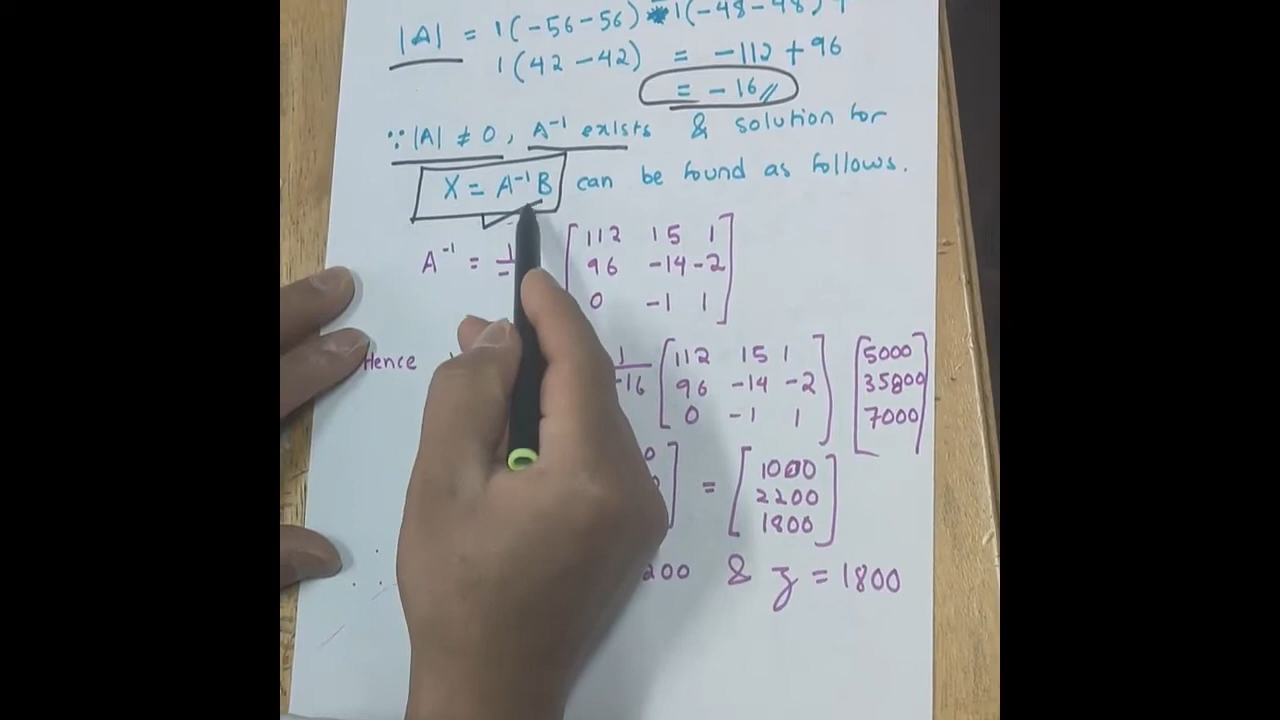 |A| = 1(-56-56) * 1(-48-48) +
1(42-42) = -112 + 96
= -16 //
∵ |A| ≠ 0, A⁻¹ exists & solution for
X = A⁻¹B can be found as follows.
A⁻¹ = 1 [112 15 1
96 -14 -2
0 -1 1]
Hence 1/-16 [112 15 1 [5000
96 -14 -2 35800
0 -1 1] 7000]
= [1000
2200
1800]
200 & z = 1800